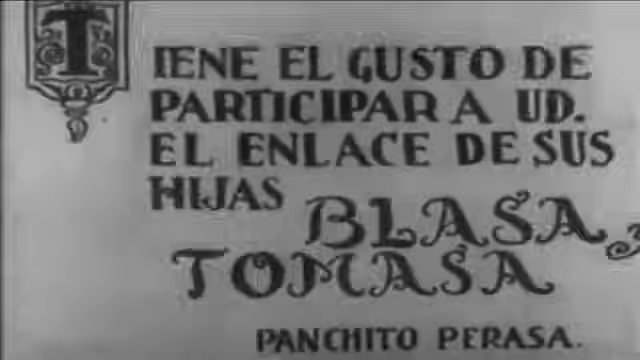 TIENE EL GUSTO DE
PARTICIPAR A UD.
EL ENLACE DE SUS
HIJAS BLASA y
TOMASA
PANCHITO PERASA.